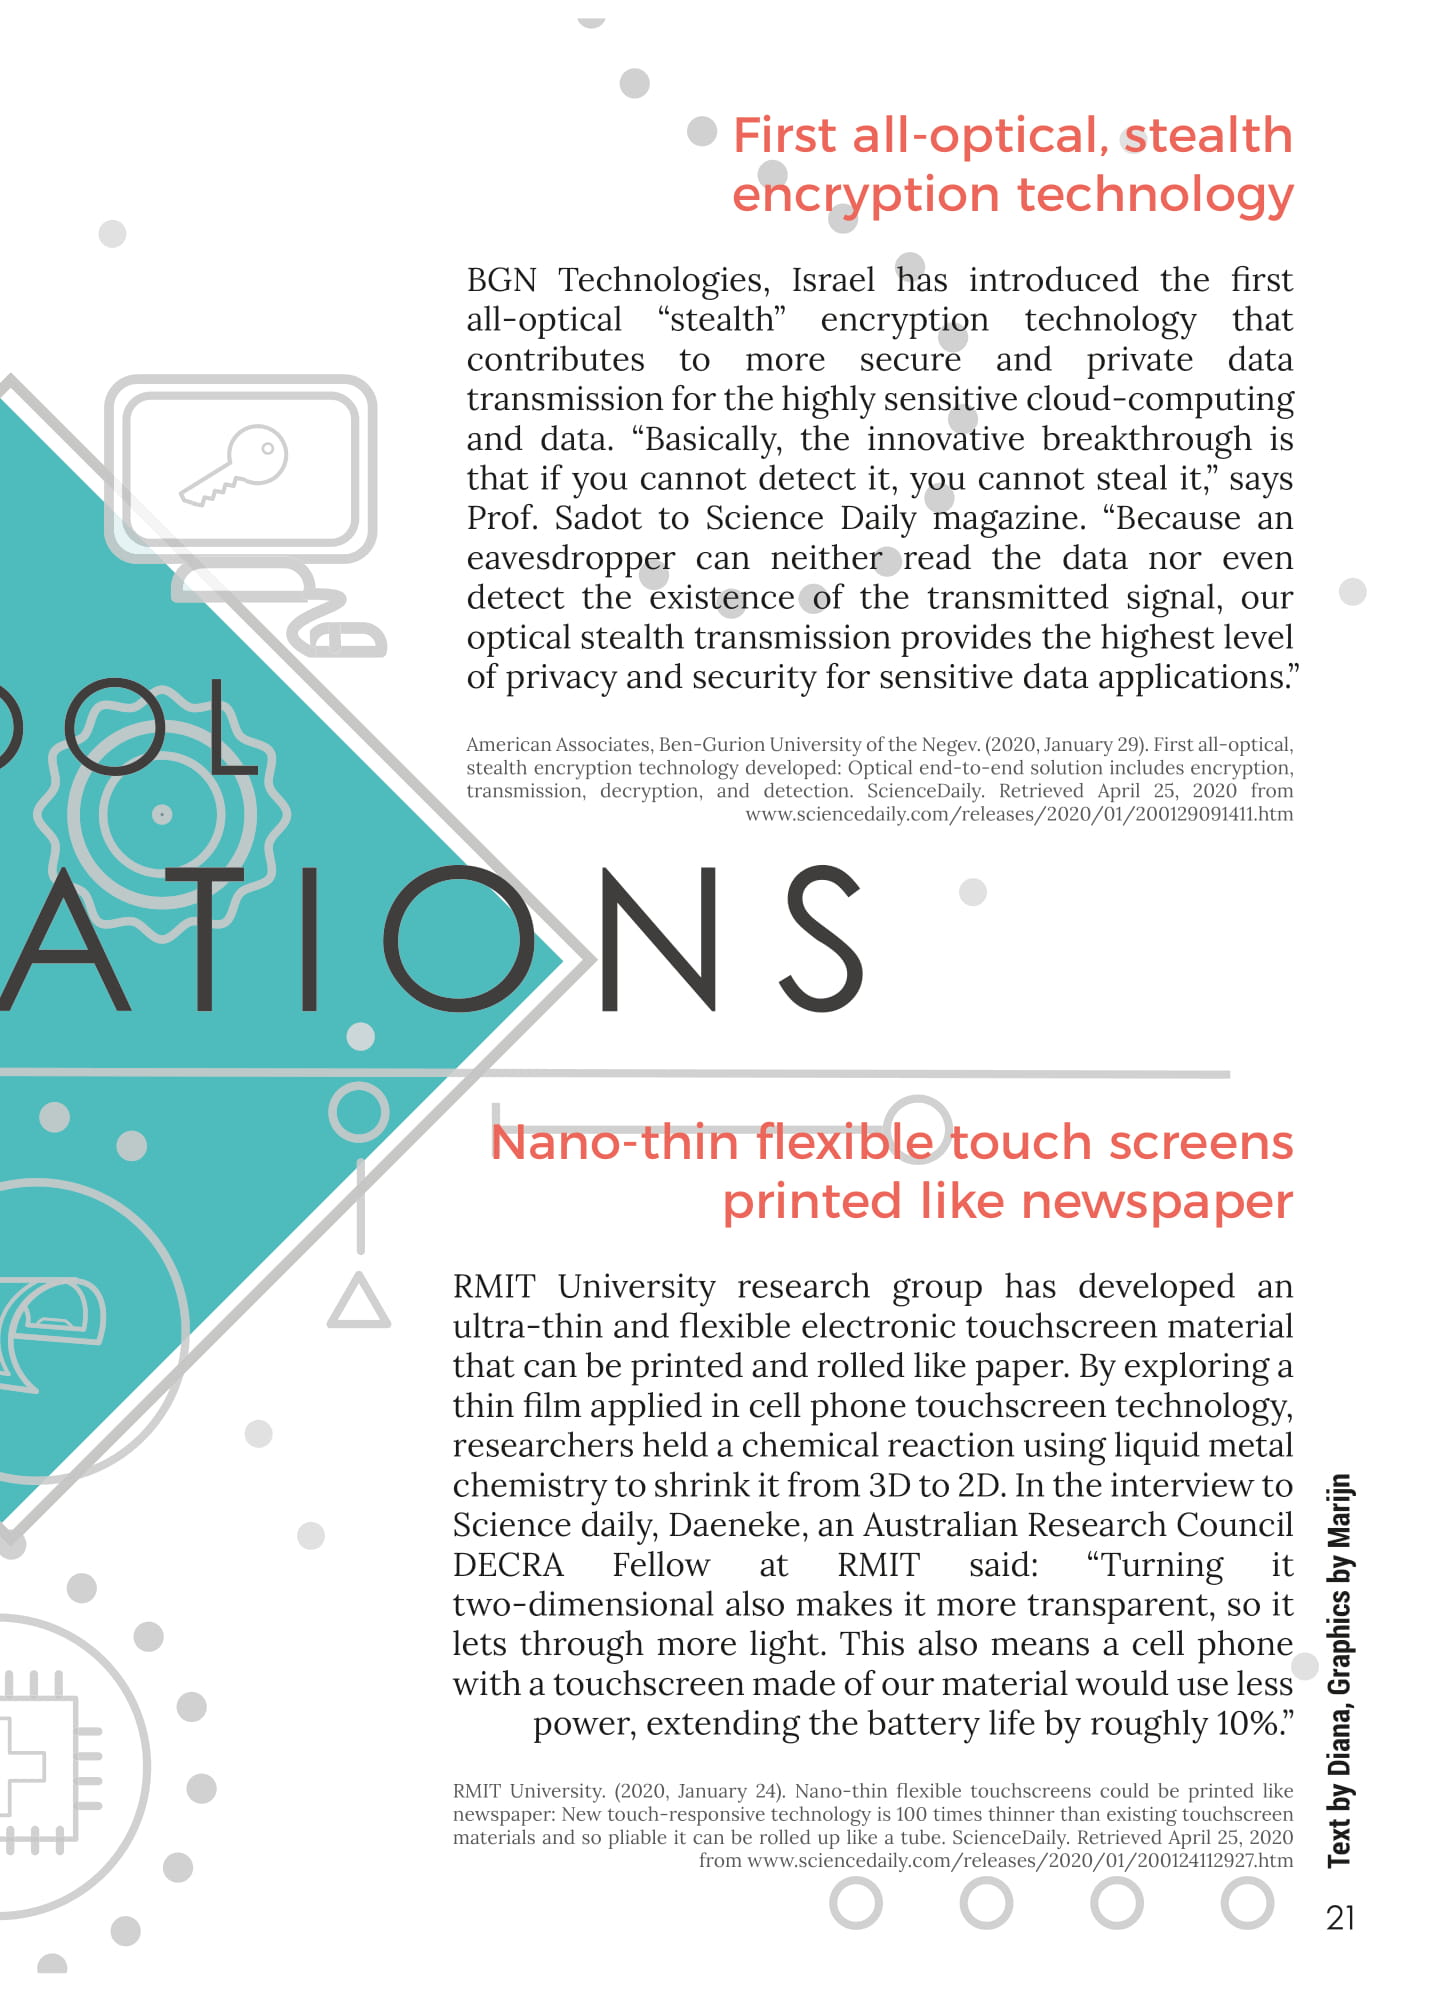 First all-optical, stealth
encryption technology
BGN Technologies, Israel has introduced the first
all-optical “stealth” encryption technology that
contributes to more secure and private data
transmission for the highly sensitive cloud-computing
and data. “Basically, the innovative breakthrough is
that if you cannot detect it, you cannot steal it,” says
Prof. Sadot to Science Daily magazine. “Because an
eavesdropper can neither read the data nor even
detect the existence of the transmitted signal, our
optical stealth transmission provides the highest level
of privacy and security for sensitive data applications.”
American Associates, Ben-Gurion University of the Negev. (2020, January 29). First all-optical,
stealth encryption technology developed: Optical end-to-end solution includes encryption,
transmission, decryption, and detection. ScienceDaily. Retrieved April 25, 2020 from
www.sciencedaily.com/releases/2020/01/200129091411.htm
OOL
ATIONS
Nano-thin flexible touch screens
printed like newspaper
RMIT University research group has developed an
ultra-thin and flexible electronic touchscreen material
that can be printed and rolled like paper. By exploring a
thin film applied in cell phone touchscreen technology,
researchers held a chemical reaction using liquid metal
chemistry to shrink it from 3D to 2D. In the interview to
Science daily, Daeneke, an Australian Research Council
DECRA Fellow at RMIT said: “Turning it
two-dimensional also makes it more transparent, so it
lets through more light. This also means a cell phone
with a touchscreen made of our material would use less
power, extending the battery life by roughly 10%.”
RMIT University. (2020, January 24). Nano-thin flexible touchscreens could be printed like
newspaper: New touch-responsive technology is 100 times thinner than existing touchscreen
materials and so pliable it can be rolled up like a tube. ScienceDaily. Retrieved April 25, 2020
from www.sciencedaily.com/releases/2020/01/200124112927.htm
Text by Diana, Graphics by Marijn
21